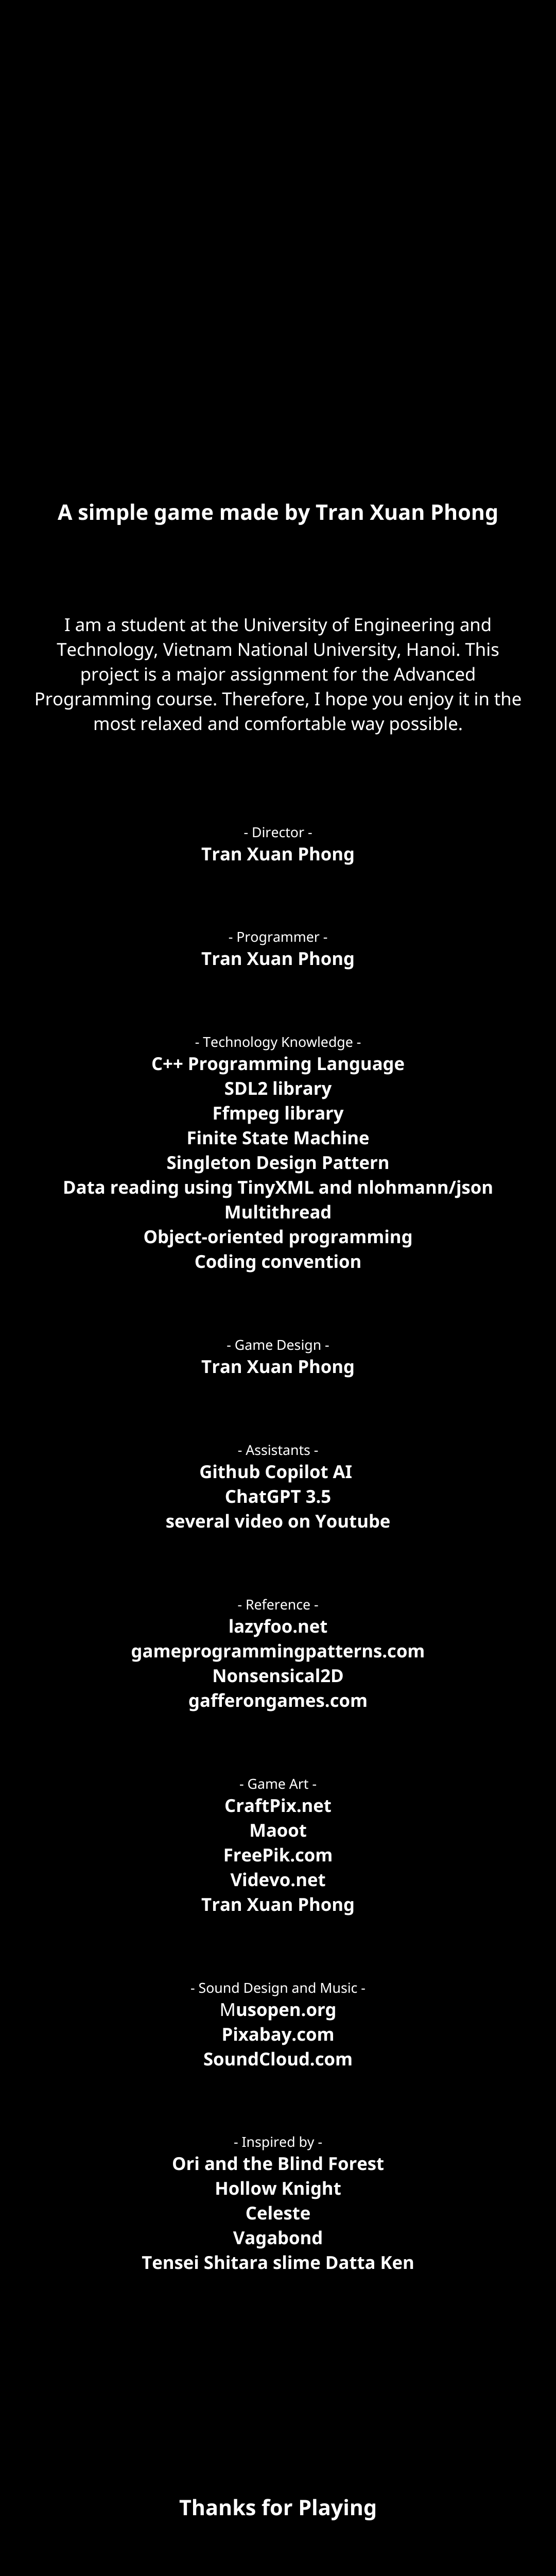 A simple game made by Tran Xuan Phong
I am a student at the University of Engineering and
Technology, Vietnam National University, Hanoi. This
project is a major assignment for the Advanced
Programming course. Therefore, I hope you enjoy it in the
most relaxed and comfortable way possible.
- Director -
Tran Xuan Phong
- Programmer -
Tran Xuan Phong
- Technology Knowledge -
C++ Programming Language
SDL2 library
Ffmpeg library
Finite State Machine
Singleton Design Pattern
Data reading using TinyXML and nlohmann/json
Multithread
Object-oriented programming
Coding convention
- Game Design -
Tran Xuan Phong
- Assistants -
Github Copilot AI
ChatGPT 3.5
several video on Youtube
- Reference -
lazyfoo.net
gameprogrammingpatterns.com
Nonsensical2D
gafferongames.com
- Game Art -
CraftPix.net
Maoot
FreePik.com
Videvo.net
Tran Xuan Phong
- Sound Design and Music -
Musopen.org
Pixabay.com
SoundCloud.com
- Inspired by -
Ori and the Blind Forest
Hollow Knight
Celeste
Vagabond
Tensei Shitara slime Datta Ken
Thanks for Playing